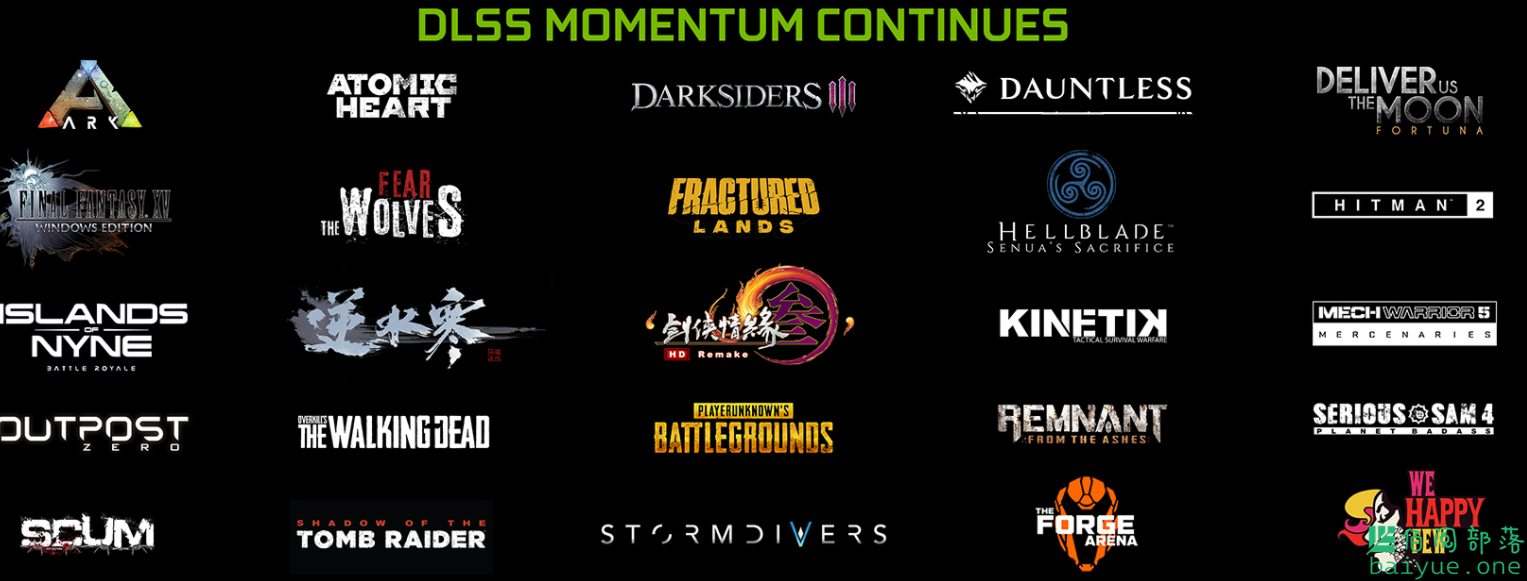 DLSS MOMENTUM CONTINUES
ARK
ATOMIC
HEART
DARKSIDERS III
DAUNTLESS
DELIVER US
THE MOON
FORTUNA
FINAL FANTASY XV
WINDOWS EDITION
FEAR
THE WOLVES
FRACTURED
LANDS
HELLBLADE™
SENUA'S SACRIFICE
HITMAN™ 2
ISLANDS
OF
NYNE
BATTLE ROYALE
逆水寒
剑侠情缘叁
HD Remake
KINETIK
TACTICAL SURVIVAL WARFARE
MECHWARRIOR 5
MERCENARIES
OUTPOST
ZERO
OVERKILL'S
THE WALKING DEAD
PLAYERUNKNOWN'S
BATTLEGROUNDS
REMNANT
FROM THE ASHES
SERIOUS SAM 4
PLANET BADASS
SCUM
SHADOW OF THE
TOMB RAIDER
STORMDIVERS
THE
FORGE
ARENA
WE
HAPPY
FEW
部落
baiyue.one